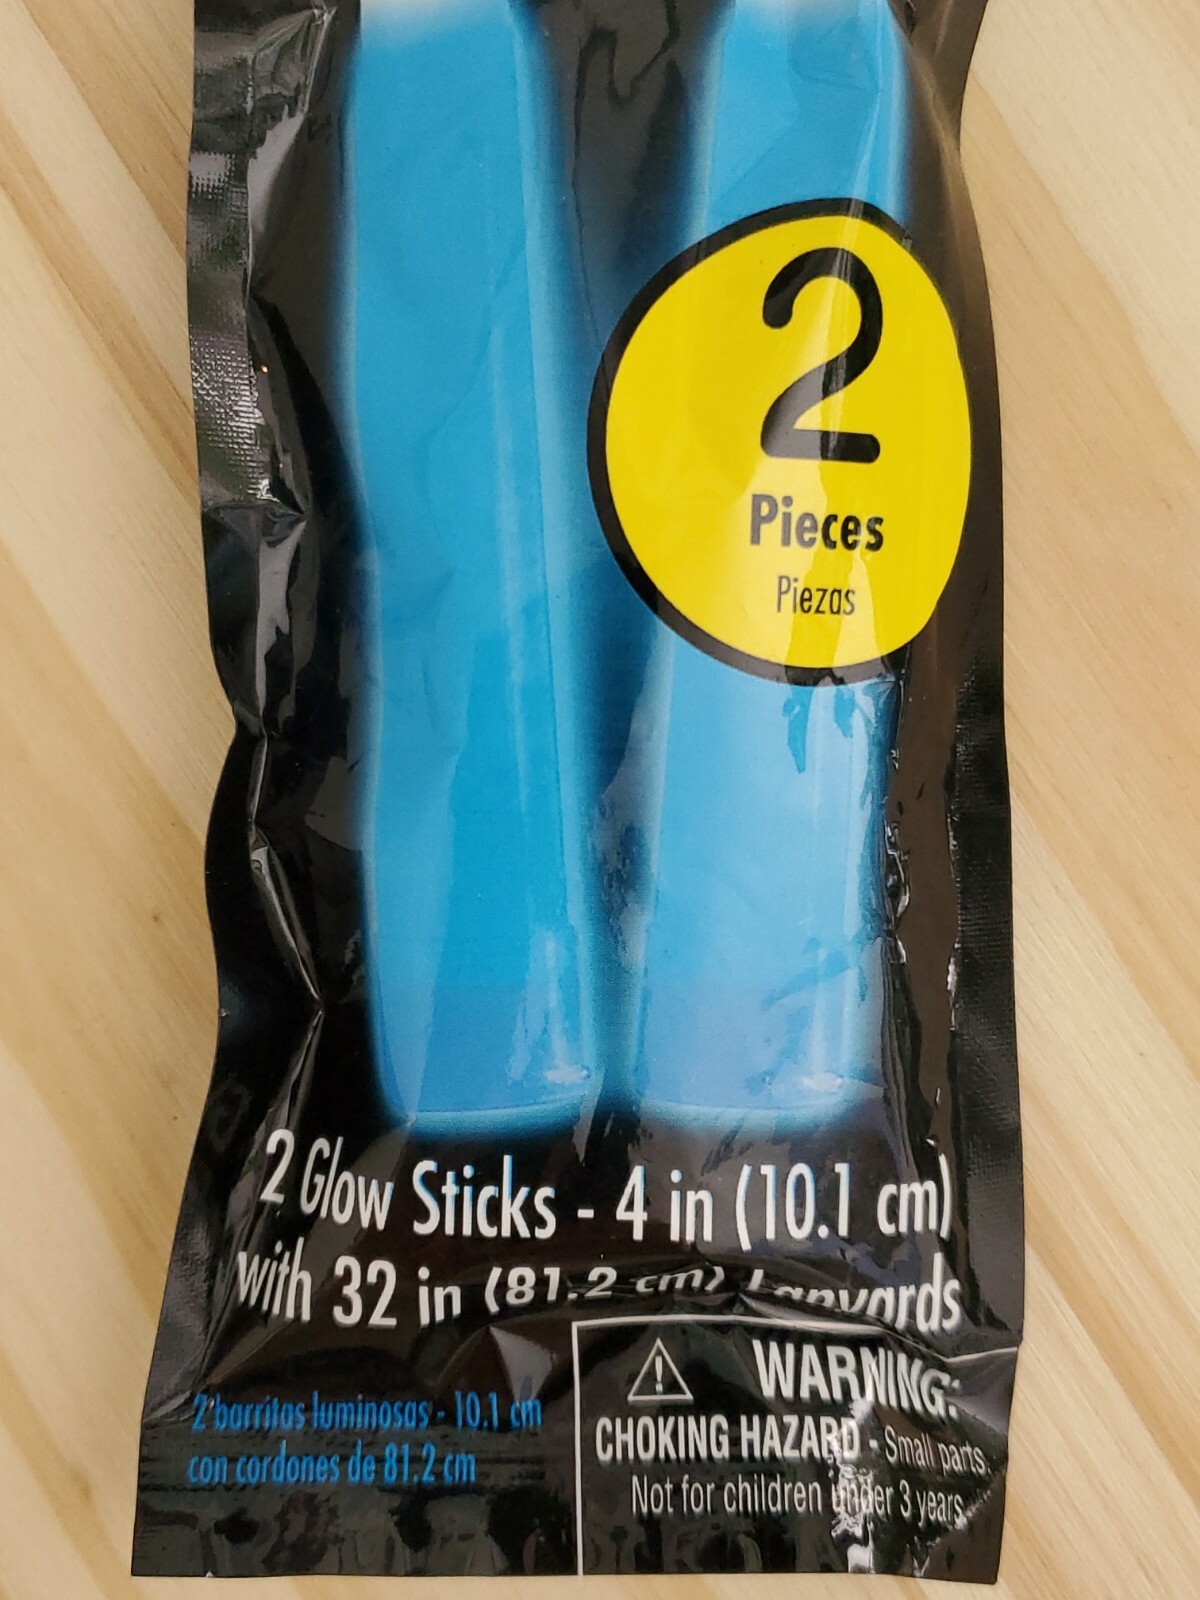 2
Pieces
Piezas
2 Glow Sticks - 4 in (10.1 cm)
with 32 in (81.2 cm) Lanyards
2 barritas luminosas - 10.1 cm
con cordones de 81.2 cm
WARNING:
CHOKING HAZARD - Small parts.
Not for children under 3 years.